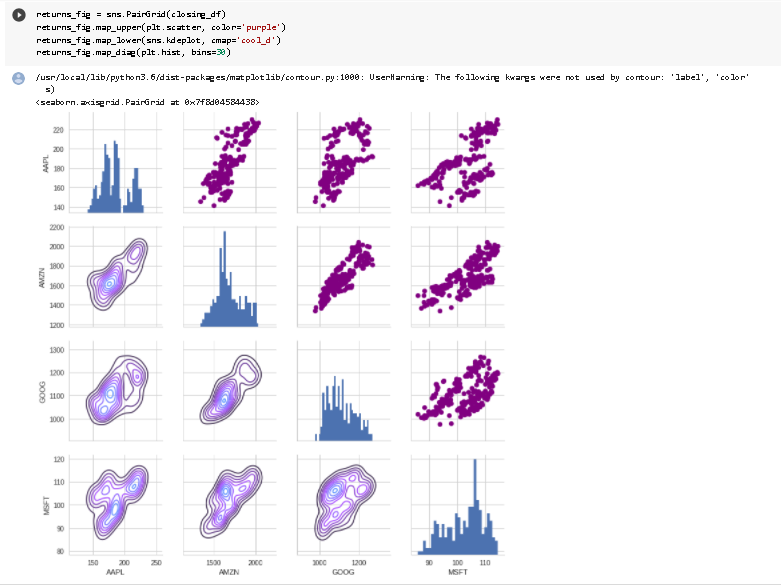 returns_fig = sns.PairGrid(closing_df)
returns_fig.map_upper(plt.scatter, color='purple')
returns_fig.map_lower(sns.kdeplot, cmap='cool_d')
returns_fig.map_diag(plt.hist, bins=30)
/usr/local/lib/python3.6/dist-packages/matplotlib/contour.py:1000: UserWarning: The following kwargs were not used by contour: 'label', 'color'
s)
<seaborn.axisgrid.PairGrid at 0x7f8d04584438>
AAPL
220
200
180
160
140
AMZN
2200
2000
1800
1600
1400
1200
GOOG
1300
1200
1100
1000
MSFT
120
110
100
90
80
150 200 250
1500 2000
1000 1200
90 100 110
AAPL
AMZN
GOOG
MSFT